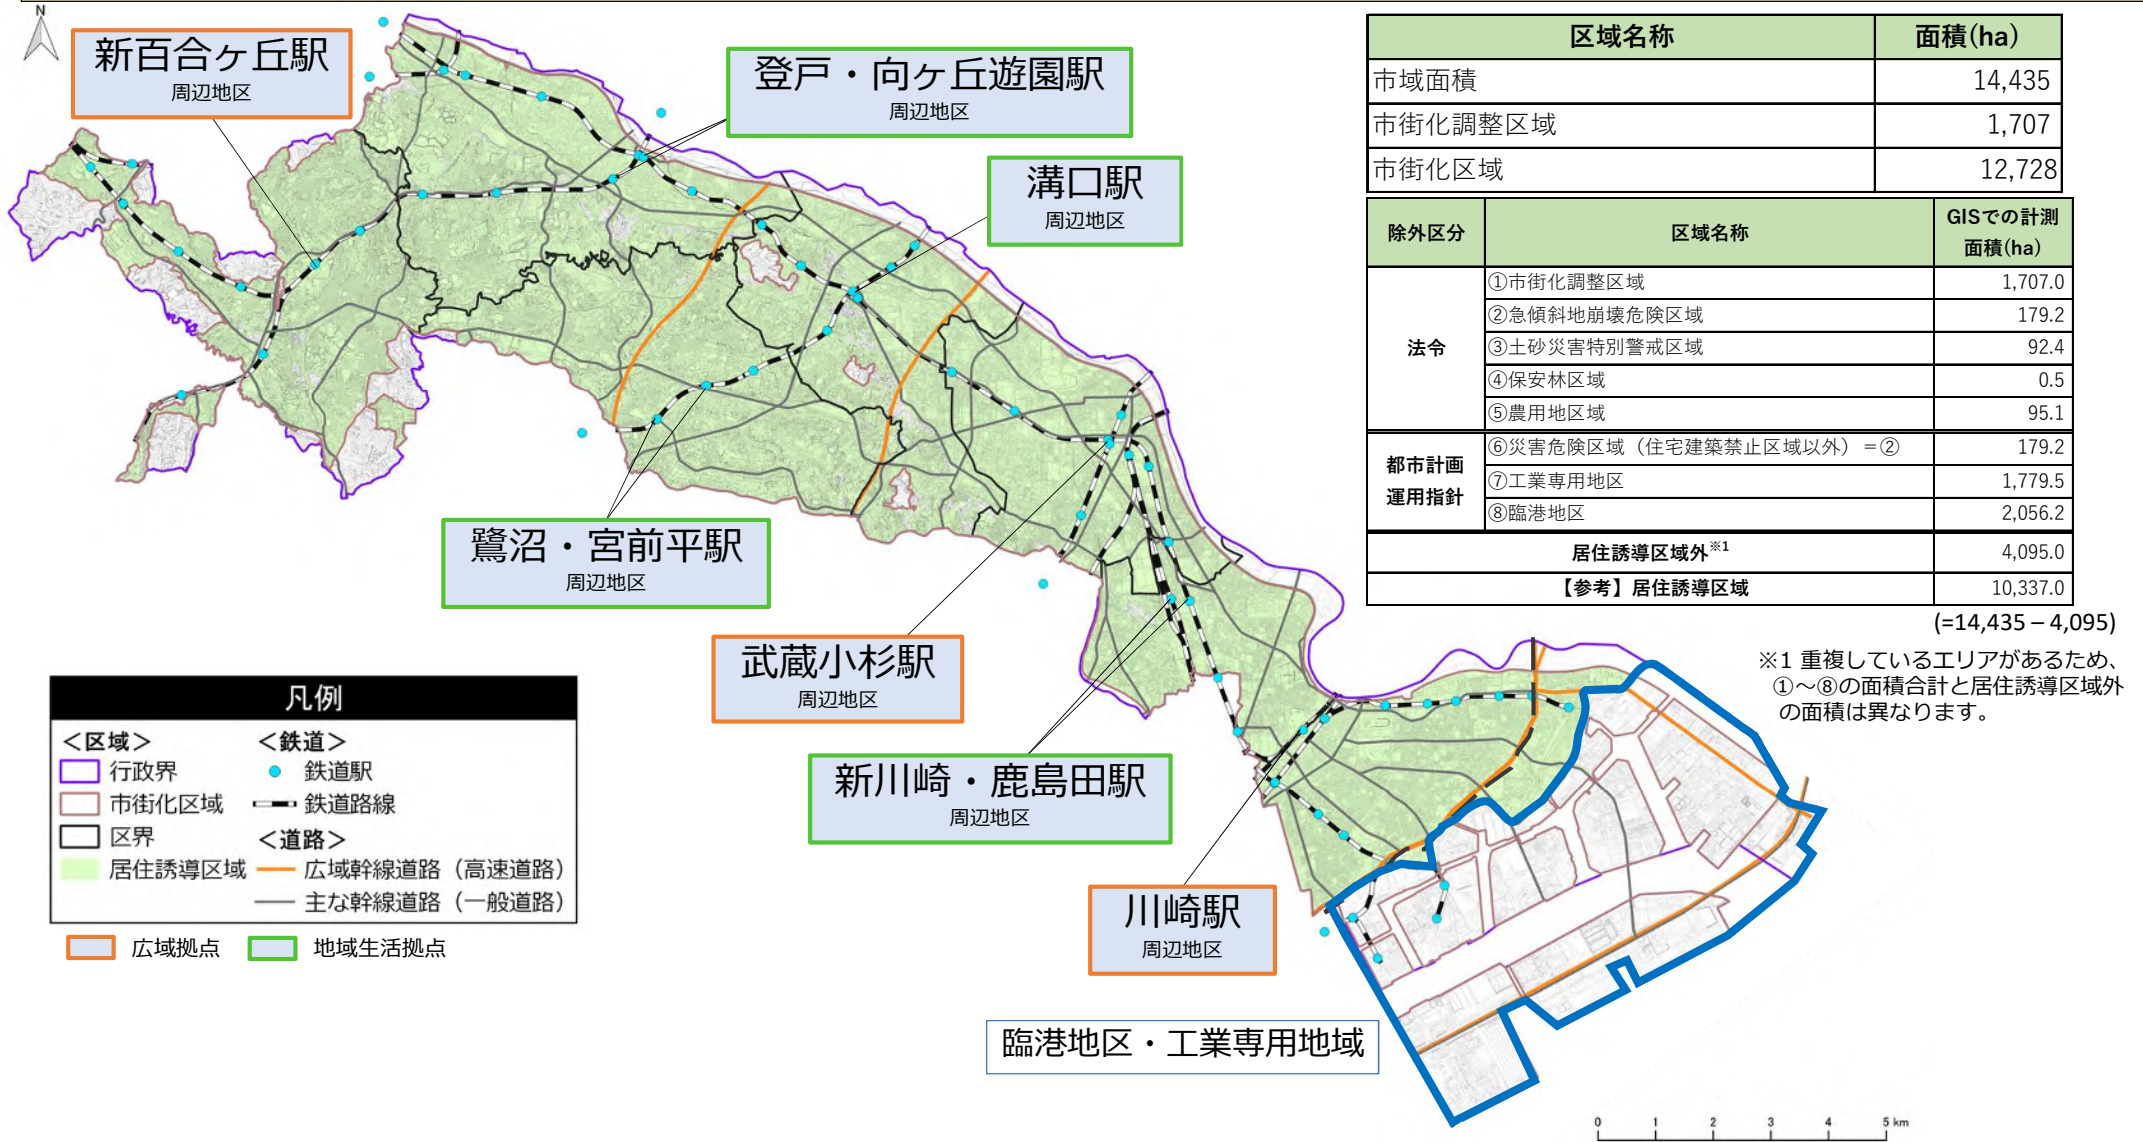 N
新百合ヶ丘駅
周辺地区
登戸・向ヶ丘遊園駅
周辺地区
溝口駅
周辺地区
鷺沼・宮前平駅
周辺地区
武蔵小杉駅
周辺地区
新川崎・鹿島田駅
周辺地区
川崎駅
周辺地区
臨港地区・工業専用地域
区域名称 面積(ha)
市域面積 14,435
市街化調整区域 1,707
市街化区域 12,728
除外区分 区域名称 GISでの計測
面積(ha)
法令
①市街化調整区域 1,707.0
②急傾斜地崩壊危険区域 179.2
③土砂災害特別警戒区域 92.4
④保安林区域 0.5
⑤農用地区域 95.1
都市計画
運用指針
⑥災害危険区域（住宅建築禁止区域以外）＝② 179.2
⑦工業専用地区 1,779.5
⑧臨港地区 2,056.2
居住誘導区域外※1 4,095.0
【参考】居住誘導区域 10,337.0
(=14,435 – 4,095)
※1 重複しているエリアがあるため、
①～⑧の面積合計と居住誘導区域外
の面積は異なります。
凡例
＜区域＞ ＜鉄道＞
行政界 鉄道駅
市街化区域 鉄道路線
区界 ＜道路＞
居住誘導区域 広域幹線道路（高速道路）
主な幹線道路（一般道路）
広域拠点 地域生活拠点
0 1 2 3 4 5 km